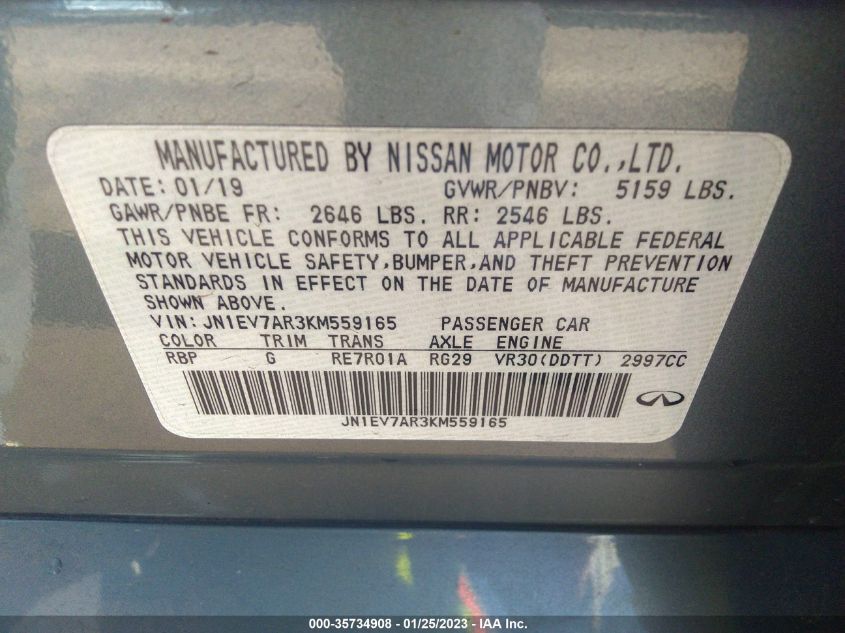 MANUFACTURED BY NISSAN MOTOR CO.,LTD.
DATE: 01/19 GVWR/PNBV: 5159 LBS.
GAWR/PNBE FR: 2646 LBS. RR: 2546 LBS.
THIS VEHICLE CONFORMS TO ALL APPLICABLE FEDERAL
MOTOR VEHICLE SAFETY,BUMPER,AND THEFT PREVENTION
STANDARDS IN EFFECT ON THE DATE OF MANUFACTURE
SHOWN ABOVE.
VIN: JN1EV7AR3KM559165 PASSENGER CAR
COLOR TRIM TRANS AXLE ENGINE
RBP G RE7R01A RG29 VR30(DDTT) 2997CC
JN1EV7AR3KM559165
000-35734908 - 01/25/2023 - IAA Inc.